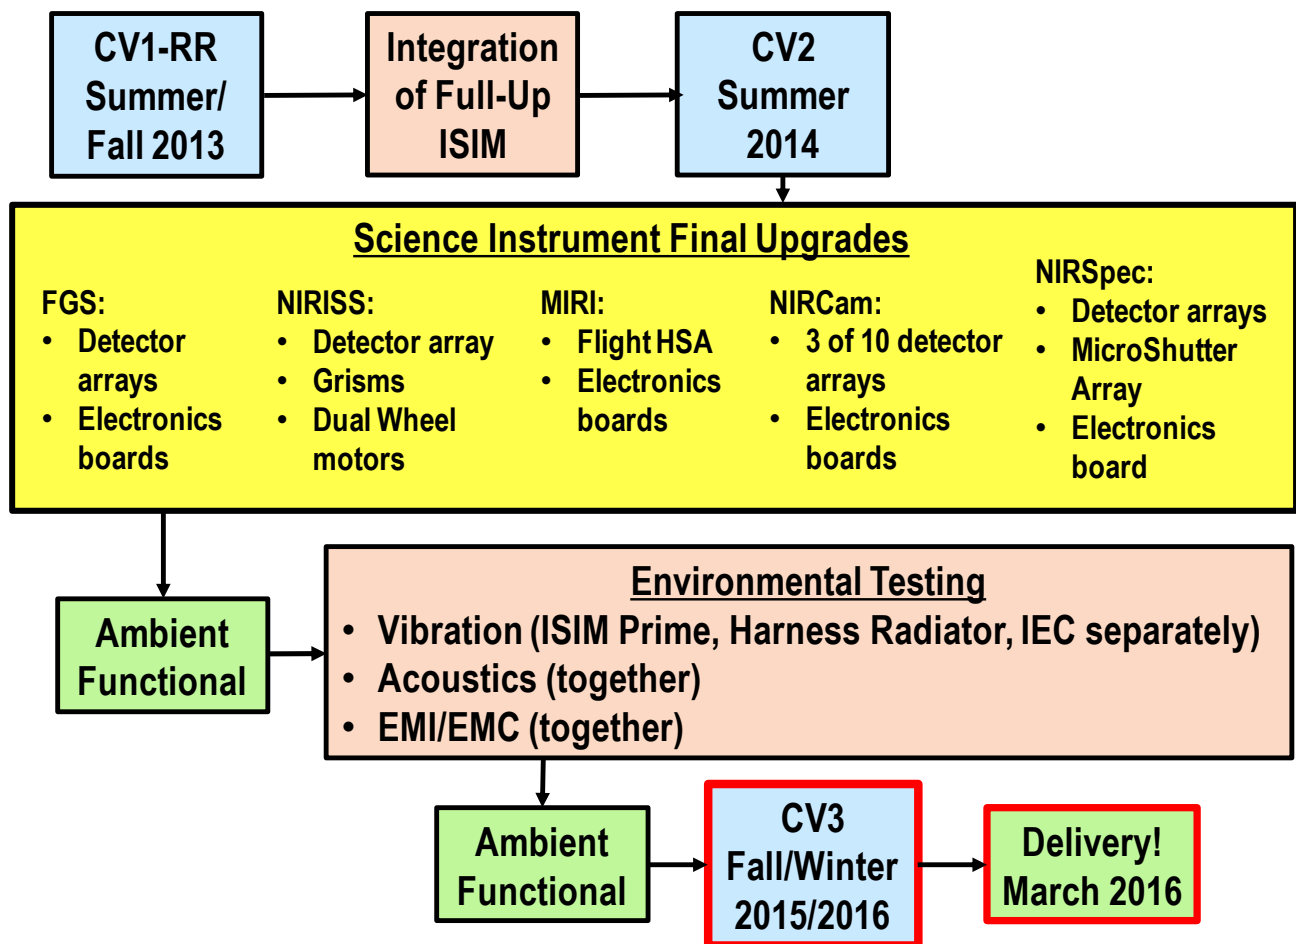 CV1-RR
Summer/
Fall 2013
Integration
of Full-Up
ISIM
CV2
Summer
2014
Science Instrument Final Upgrades
FGS:
• Detector
arrays
• Electronics
boards
NIRISS:
• Detector array
• Grisms
• Dual Wheel
motors
MIRI:
• Flight HSA
• Electronics
boards
NIRCam:
• 3 of 10 detector
arrays
• Electronics
boards
NIRSpec:
• Detector arrays
• MicroShutter
Array
• Electronics
board
Ambient
Functional
Environmental Testing
• Vibration (ISIM Prime, Harness Radiator, IEC separately)
• Acoustics (together)
• EMI/EMC (together)
Ambient
Functional
CV3
Fall/Winter
2015/2016
Delivery!
March 2016